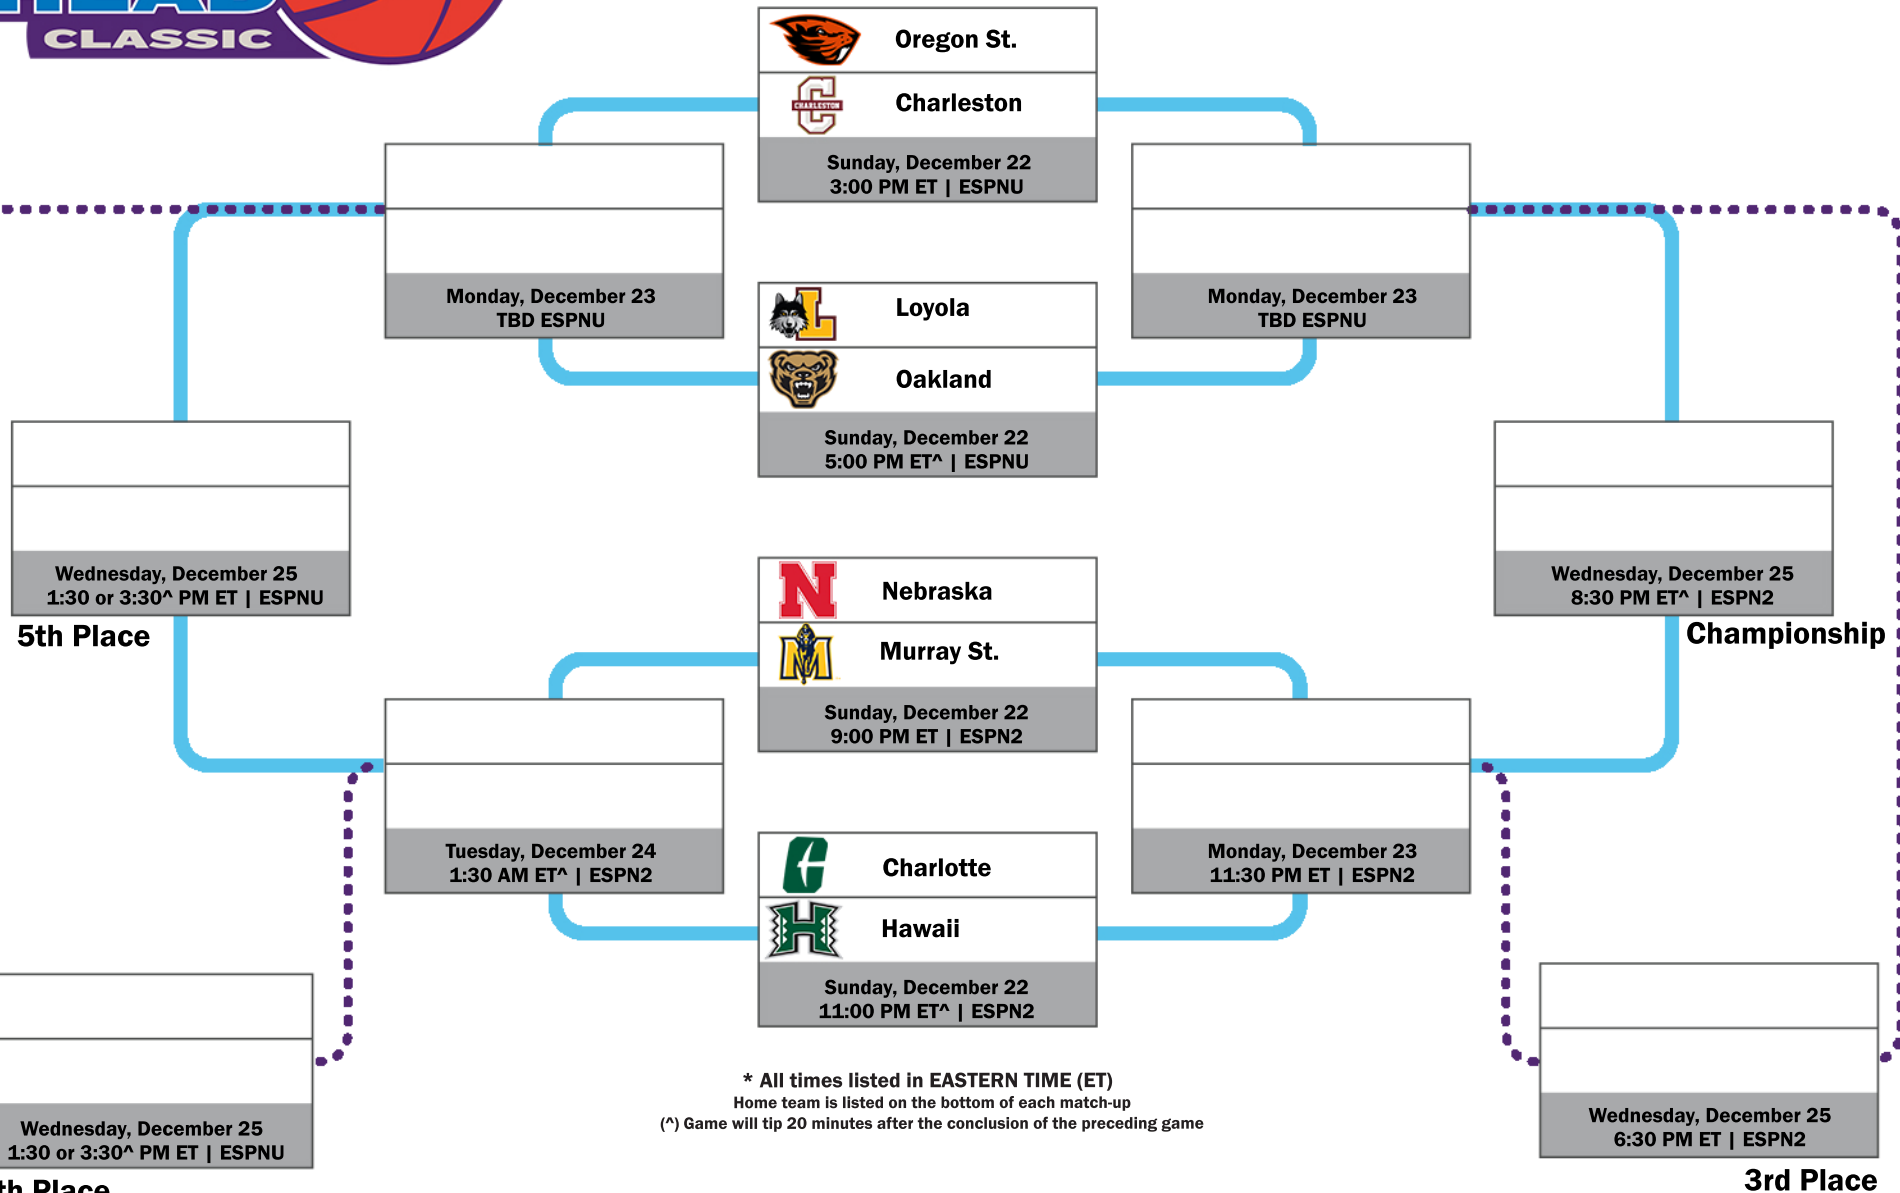 CLASSIC
Oregon St.
CHARLESTON
Charleston
Sunday, December 22
3:00 PM ET | ESPNU
Monday, December 23
TBD ESPNU
Monday, December 23
TBD ESPNU
Loyola
Oakland
Sunday, December 22
5:00 PM ET^ | ESPNU
Wednesday, December 25
1:30 or 3:30^ PM ET | ESPNU
5th Place
Wednesday, December 25
8:30 PM ET^ | ESPN2
Championship
Nebraska
Murray St.
Sunday, December 22
9:00 PM ET | ESPN2
Tuesday, December 24
1:30 AM ET^ | ESPN2
Monday, December 23
11:30 PM ET | ESPN2
Charlotte
Hawaii
Sunday, December 22
11:00 PM ET^ | ESPN2
* All times listed in EASTERN TIME (ET)
Home team is listed on the bottom of each match-up
(^) Game will tip 20 minutes after the conclusion of the preceding game
Wednesday, December 25
1:30 or 3:30^ PM ET | ESPNU
th Place
Wednesday, December 25
6:30 PM ET | ESPN2
3rd Place